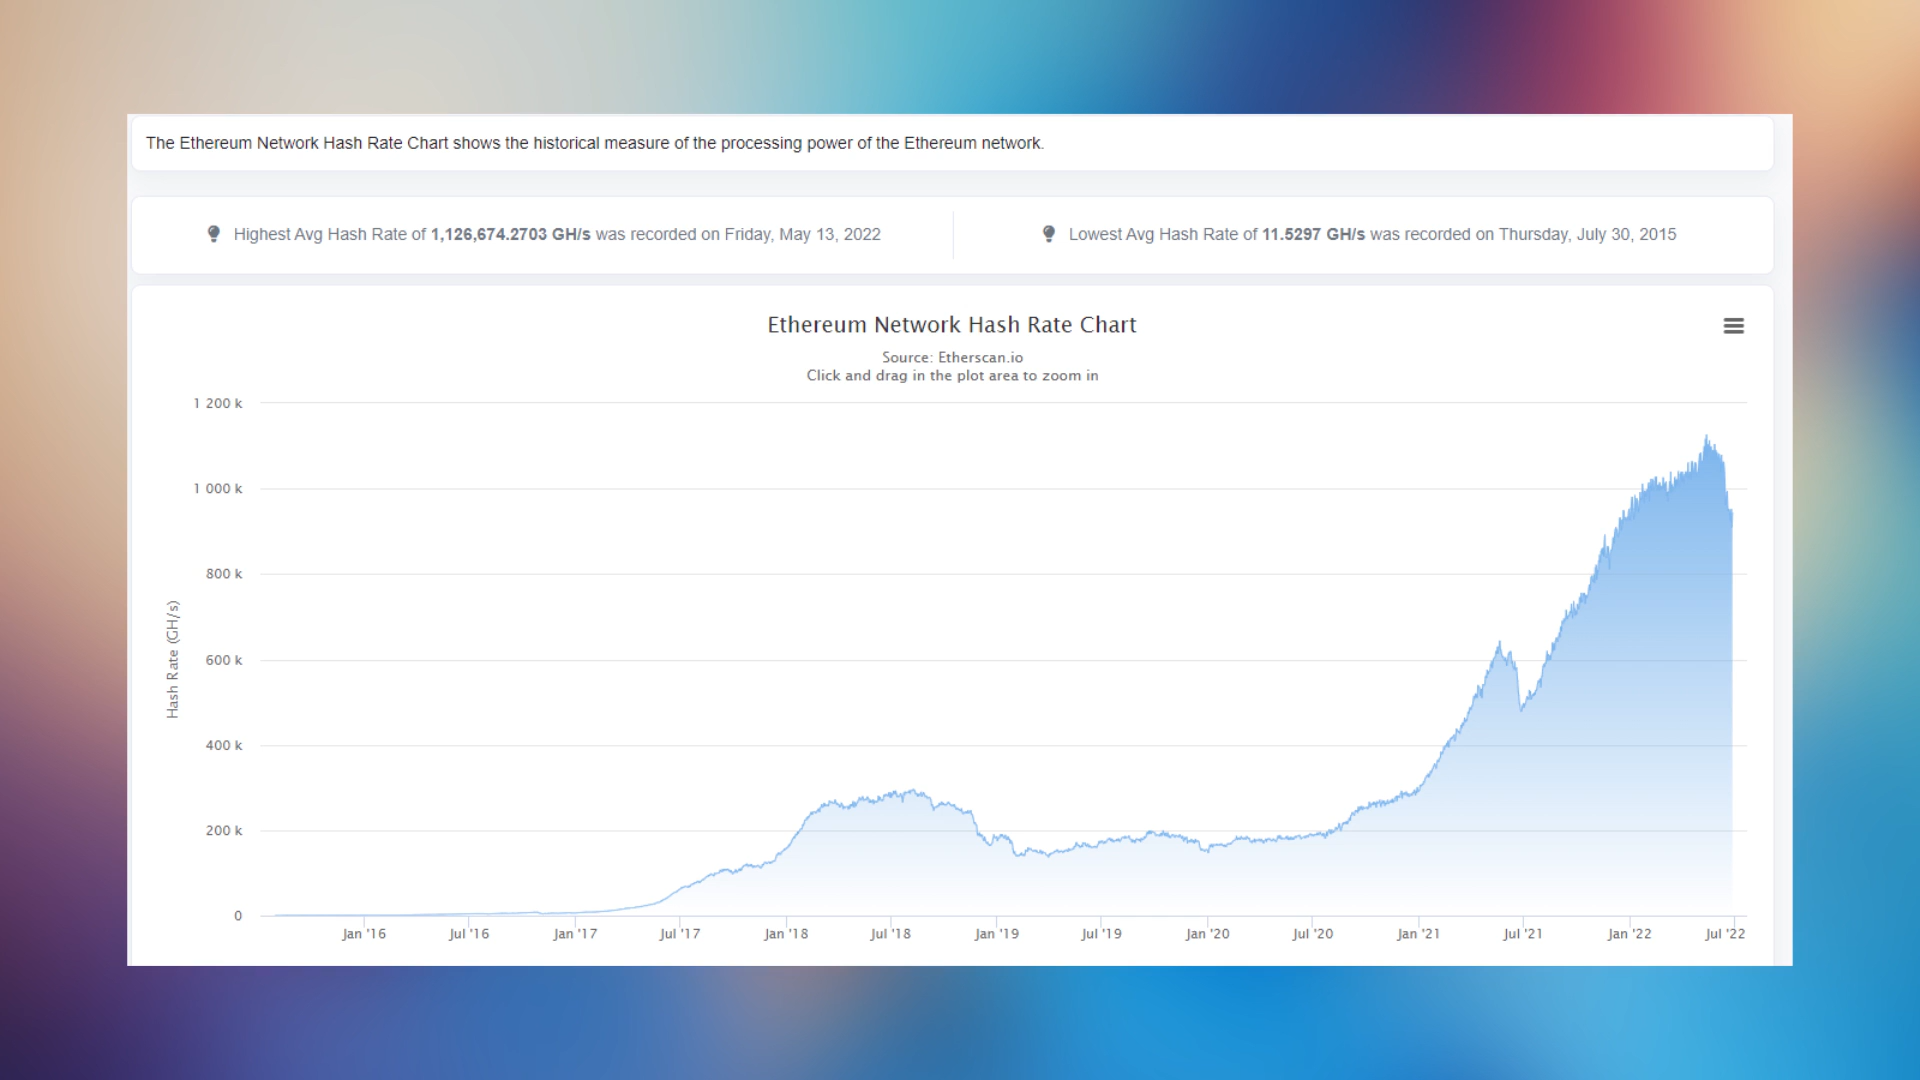 The Ethereum Network Hash Rate Chart shows the historical measure of the processing power of the Ethereum network.
Highest Avg Hash Rate of 1,126,674.2703 GH/s was recorded on Friday, May 13, 2022
Lowest Avg Hash Rate of 11.5297 GH/s was recorded on Thursday, July 30, 2015
Ethereum Network Hash Rate Chart
Source: Etherscan.io
Click and drag in the plot area to zoom in
Hash Rate (GH/s)
1 200 k
1 000 k
800 k
600 k
400 k
200 k
0
Jan '16 Jul '16 Jan '17 Jul '17 Jan '18 Jul '18 Jan '19 Jul '19 Jan '20 Jul '20 Jan '21 Jul '21 Jan '22 Jul '22